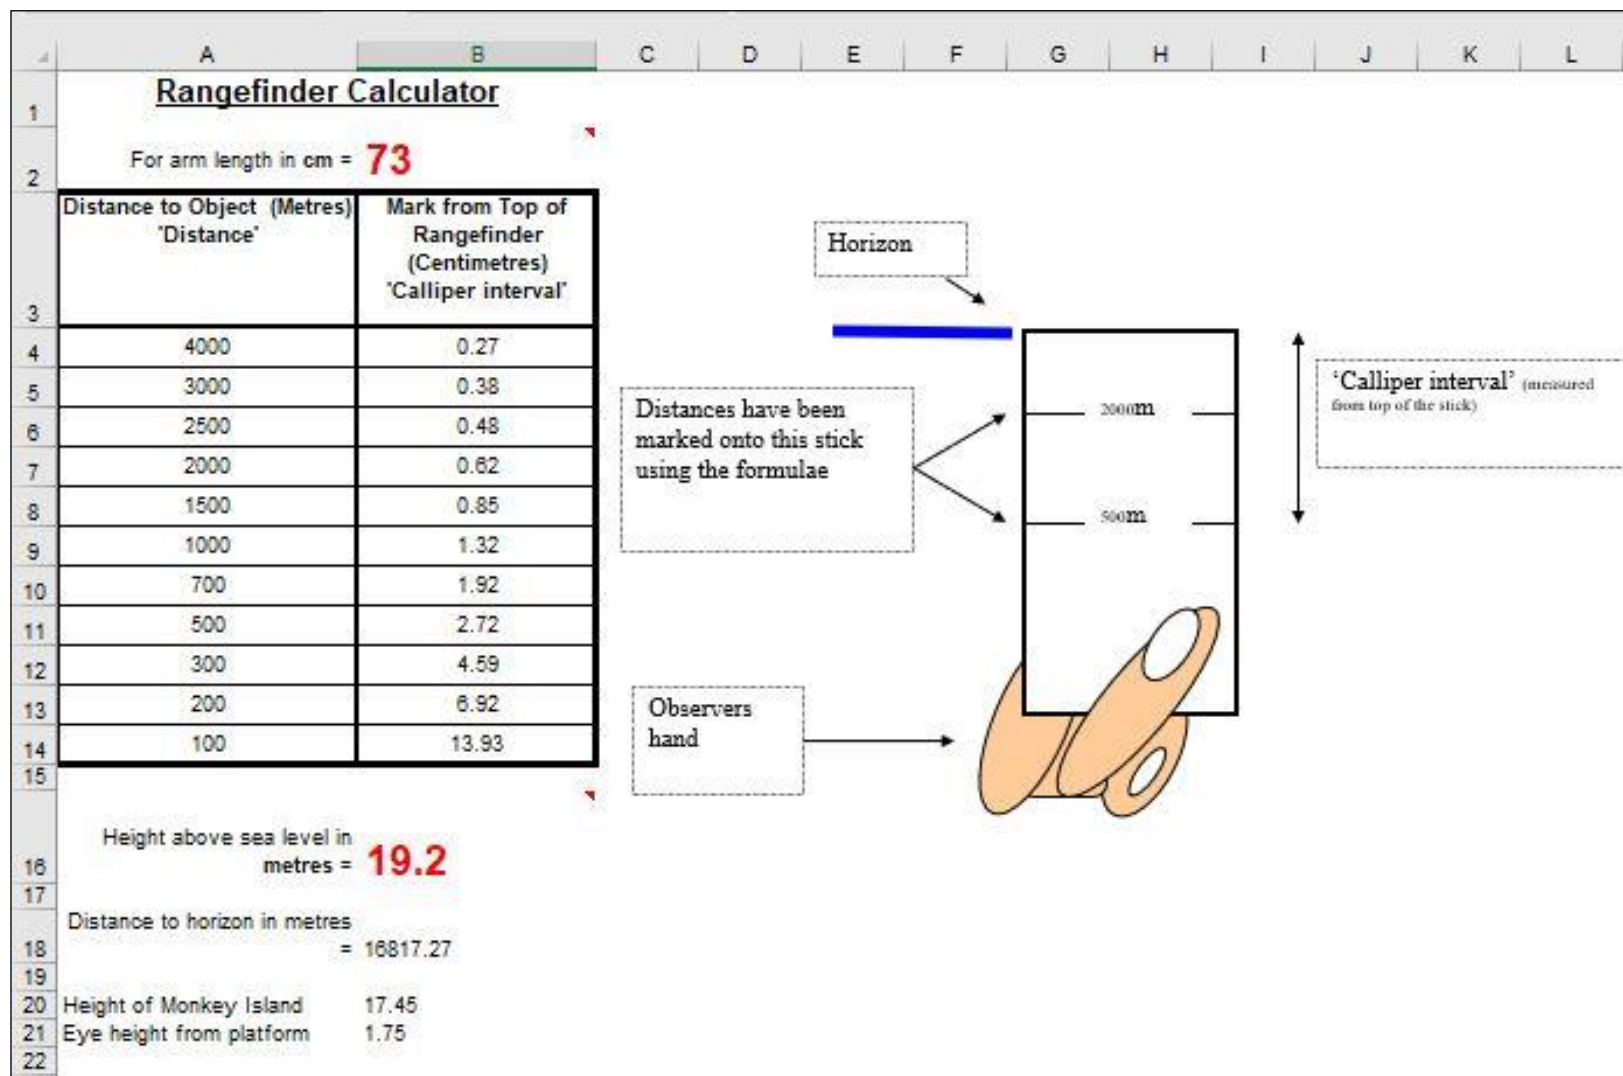 A B C D E F G H I J K L
1 Rangefinder Calculator
2 For arm length in cm = 73
3 Distance to Object (Metres) 'Distance'
Mark from Top of Rangefinder (Centimetres) 'Calliper interval'
4 4000 0.27
5 3000 0.38
6 2500 0.48
7 2000 0.62
8 1500 0.85
9 1000 1.32
10 700 1.92
11 500 2.72
12 300 4.59
13 200 6.92
14 100 13.93
15
16 Height above sea level in metres = 19.2
17
18 Distance to horizon in metres = 16817.27
19
20 Height of Monkey Island 17.45
21 Eye height from platform 1.75
22
Horizon
Distances have been
marked onto this stick
using the formulae
2000m
500m
'Calliper interval' (measured
from top of the stick)
Observers
hand